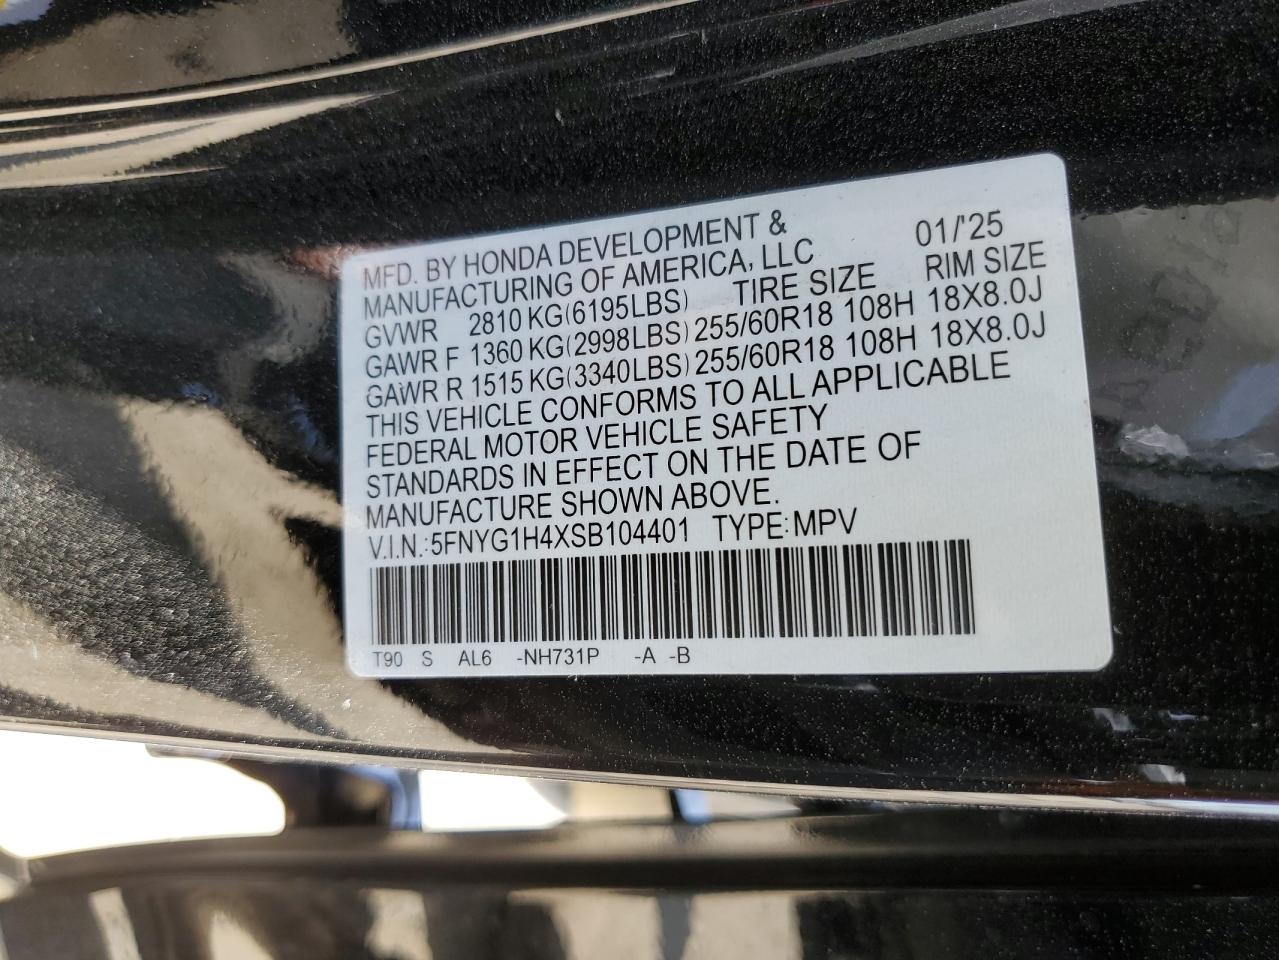 MFD. BY HONDA DEVELOPMENT & 01/'25
MANUFACTURING OF AMERICA, LLC
GVWR 2810 KG(6195LBS) TIRE SIZE RIM SIZE
GAWR F 1360 KG(2998LBS) 255/60R18 108H 18X8.0J
GAWR R 1515 KG(3340LBS) 255/60R18 108H 18X8.0J
THIS VEHICLE CONFORMS TO ALL APPLICABLE
FEDERAL MOTOR VEHICLE SAFETY
STANDARDS IN EFFECT ON THE DATE OF
MANUFACTURE SHOWN ABOVE.
V.I.N.:5FNYG1H4XSB104401 TYPE:MPV
T90 S AL6 -NH731P -A -B